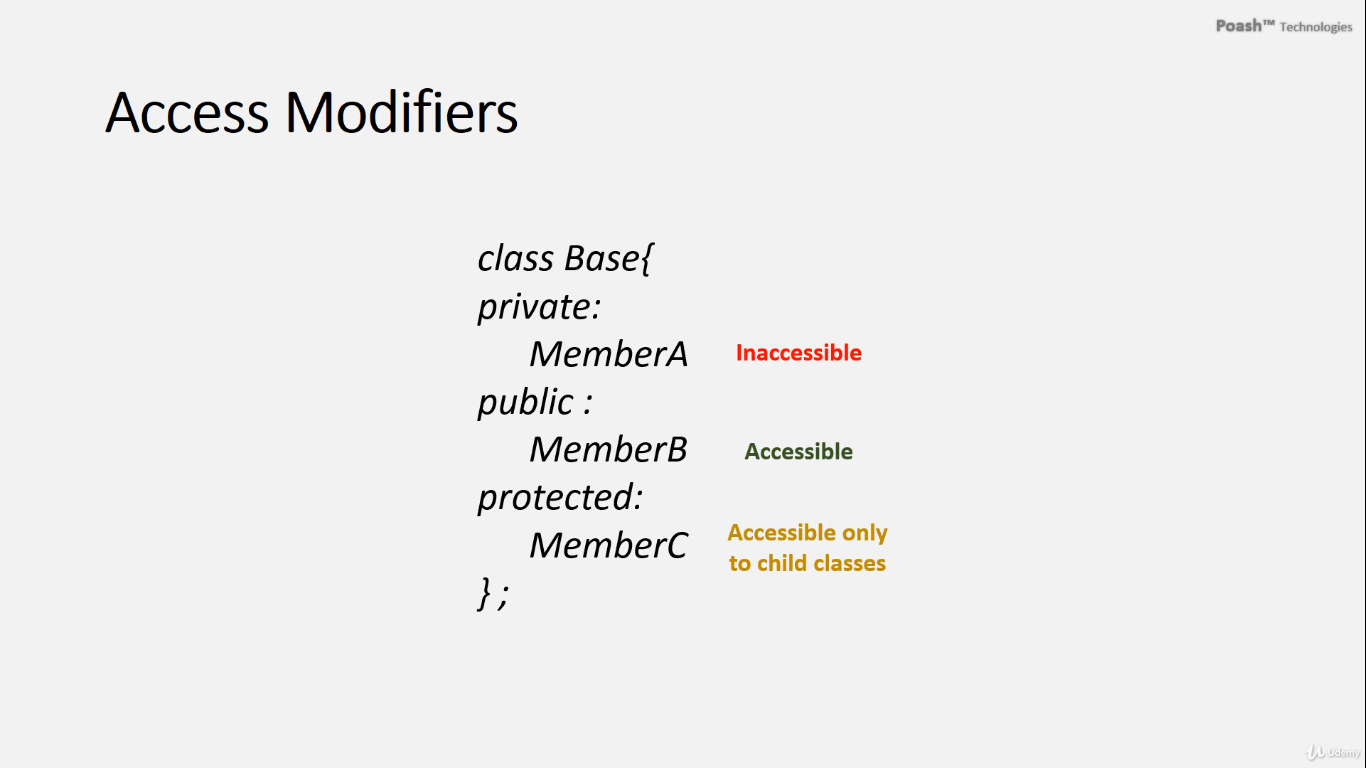 Poash™ Technologies
Access Modifiers
class Base{
private:
MemberA Inaccessible
public :
MemberB Accessible
protected:
MemberC Accessible only
to child classes
} ;
Udemy